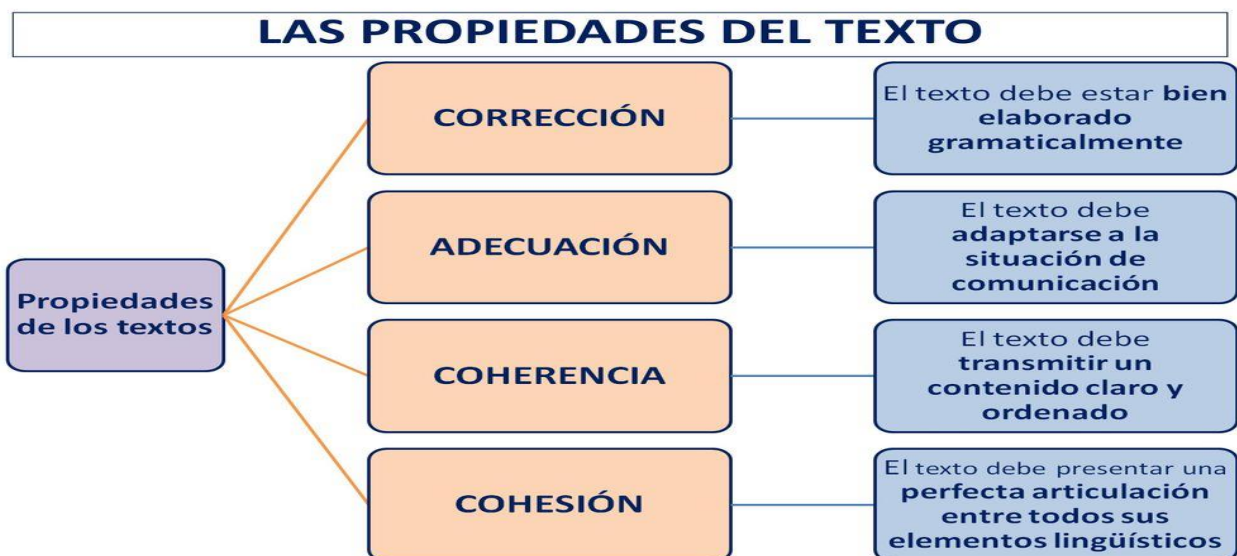 LAS PROPIEDADES DEL TEXTO
Propiedades
de los textos
CORRECCIÓN
El texto debe estar bien
elaborado
gramaticalmente
ADECUACIÓN
El texto debe
adaptarse a la
situación de
comunicación
COHERENCIA
El texto debe
transmitir un
contenido claro y
ordenado
COHESIÓN
El texto debe presentar una
perfecta articulación
entre todos sus
elementos lingüísticos